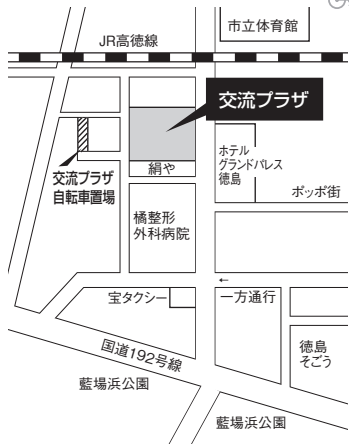 市立体育館
JR高徳線
交流プラザ
ホテル
グランドパレス
徳島
絹や
交流プラザ
自転車置場
ポッポ街
橘整形
外科病院
←
宝タクシー
一方通行
国道192号線
徳島
そごう
藍場浜公園
藍場浜公園